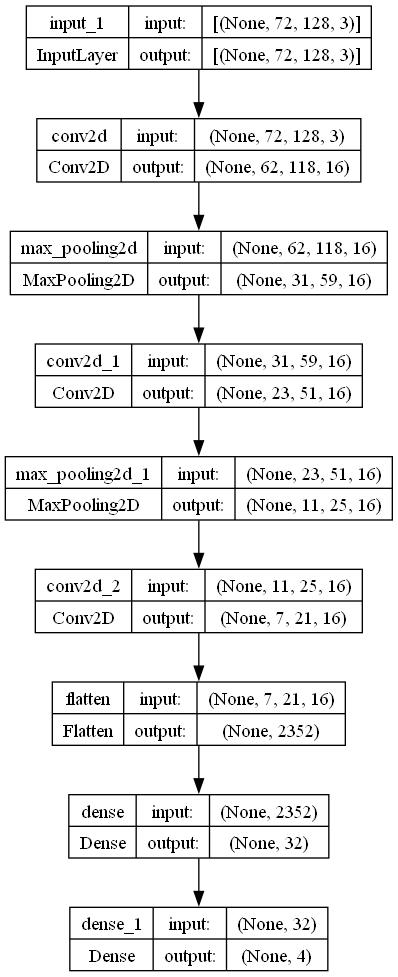 input_1 input: [(None, 72, 128, 3)]
InputLayer output: [(None, 72, 128, 3)]
conv2d input: (None, 72, 128, 3)
Conv2D output: (None, 62, 118, 16)
max_pooling2d input: (None, 62, 118, 16)
MaxPooling2D output: (None, 31, 59, 16)
conv2d_1 input: (None, 31, 59, 16)
Conv2D output: (None, 23, 51, 16)
max_pooling2d_1 input: (None, 23, 51, 16)
MaxPooling2D output: (None, 11, 25, 16)
conv2d_2 input: (None, 11, 25, 16)
Conv2D output: (None, 7, 21, 16)
flatten input: (None, 7, 21, 16)
Flatten output: (None, 2352)
dense input: (None, 2352)
Dense output: (None, 32)
dense_1 input: (None, 32)
Dense output: (None, 4)